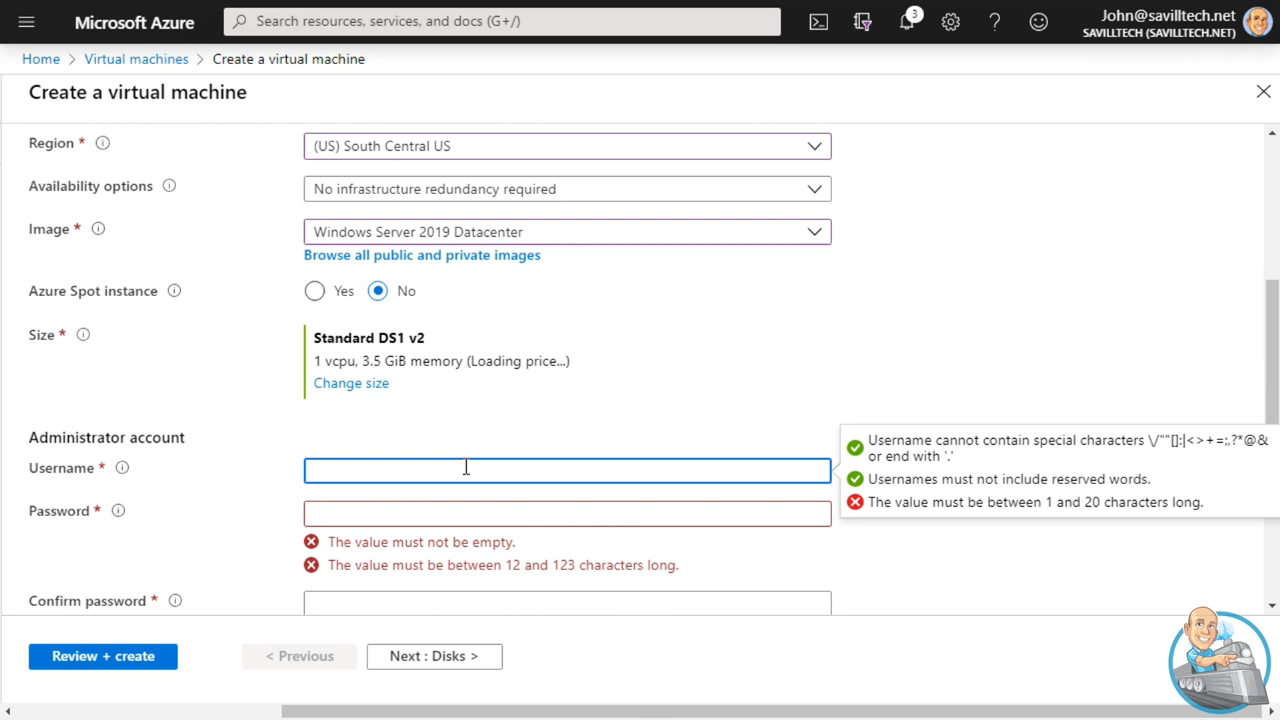 Microsoft Azure
Search resources, services, and docs (G+/)
3
John@savilltech.net
SAVILLTECH (SAVILLTECH.NET)
Home > Virtual machines > Create a virtual machine
Create a virtual machine
Region *
(US) South Central US
Availability options
No infrastructure redundancy required
Image *
Windows Server 2019 Datacenter
Browse all public and private images
Azure Spot instance
Yes No
Size *
Standard DS1 v2
1 vcpu, 3.5 GiB memory (Loading price...)
Change size
Administrator account
Username *
Username cannot contain special characters \/""[]:|<>+=;,?*@&
or end with '.'
Usernames must not include reserved words.
The value must be between 1 and 20 characters long.
Password *
The value must not be empty.
The value must be between 12 and 123 characters long.
Confirm password *
Review + create
< Previous
Next : Disks >